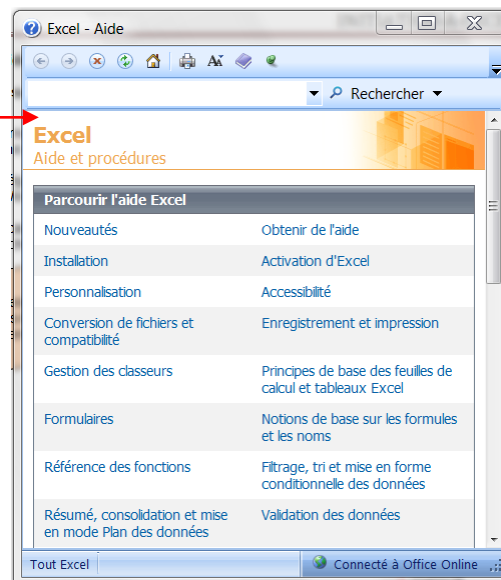 Excel - Aide
Rechercher
Excel
Aide et procédures
Parcourir l'aide Excel
Nouveautés
Obtenir de l'aide
Installation
Activation d'Excel
Personnalisation
Accessibilité
Conversion de fichiers et
compatibilité
Enregistrement et impression
Gestion des classeurs
Principes de base des feuilles de
calcul et tableaux Excel
Formulaires
Notions de base sur les formules
et les noms
Référence des fonctions
Filtrage, tri et mise en forme
conditionnelle des données
Résumé, consolidation et mise
en mode Plan des données
Validation des données
Tout Excel
Connecté à Office Online